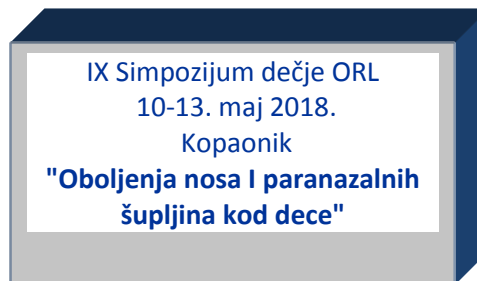 IX Simpozijum dečje ORL
10-13. maj 2018.
Kopaonik
"Oboljenja nosa I paranazalnih
šupljina kod dece"